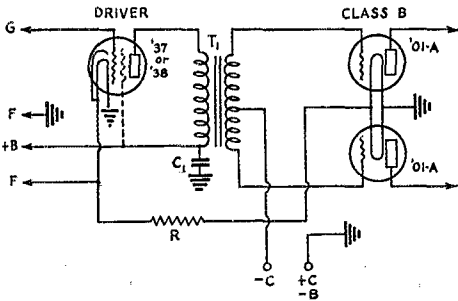 DRIVER
CLASS B
G
'37
or
'38
T1
'01-A
F
+B
C1
F
'01-A
R
-C
+C
-B